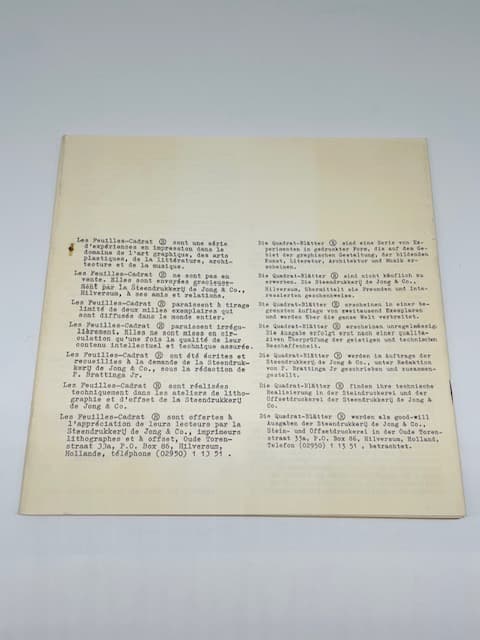 Les Feuilles-Cadrat ® sont une série
d'expériences en impression dans le
domaine de l'art graphique, des arts
plastiques, de la littérature, archi-
tecture et de la musique.
Les Feuilles-Cadrat ® ne sont pas en
vente. Elles sont envoyées gracieuse-
ment par la Steendrukkerij de Jong & Co.,
Hilversum, à ses amis et relations.
Les Feuilles-Cadrat ® paraissent à tirage
limité de deux milles exemplaires qui
sont diffusés dans le monde entier.
Les Feuilles-Cadrat ® paraissent irrégu-
lièrement. Elles ne sont mises en cir-
culation qu'une fois la qualité de leur
contenu intellectuel et technique assurée.
Les Feuilles-Cadrat ® ont été écrites et
recueillies à la demande de la Steendruk-
kerij de Jong & Co., sous la rédaction de
P. Brattinga Jr.
Les Feuilles-Cadrat ® sont réalisées
techniquement dans les ateliers de litho-
graphie et d'offset de la Steendrukkerij
de Jong & Co.
Les Feuilles-Cadrat ® sont offertes à
l'appréciation de leurs lecteurs par la
Steendrukkerij de Jong & Co., imprimeurs
lithographes et à offset, Oude Toren-
straat 33a, P.O. Box 86, Hilversum,
Hollande, téléphone (02950) 1 13 51 .
Die Quadrat-Blätter ® sind eine Serie von Ex-
perimenten in gedruckter Form, die auf dem Ge-
biet der graphischen Gestaltung, der bildenden
Kunst, Literatur, Architektur und Musik er-
scheinen.
Die Quadrat-Blätter ® sind nicht käuflich zu
erwerben. Die Steendrukkerij de Jong & Co.,
Hilversum, übermittelt sie Freunden und Inte-
ressierten geschenkweise.
Die Quadrat-Blätter ® erscheinen in einer be-
grenzten Auflage von zweitausend Exemplaren
und werden über die ganze Welt verbreitet.
Die Quadrat-Blätter ® erscheinen unregelmässig.
Die Ausgabe erfolgt erst nach einer qualita-
tiven Überprüfung der geistigen und technischen
Beschaffenheit.
Die Quadrat-Blätter ® werden im Auftrage der
Steendrukkerij de Jong & Co., unter Redaktion
von P. Brattinga Jr geschrieben und zusammen-
gestellt.
Die Quadrat-Blätter ® finden ihre technische
Realisierung in der Steindruckerei und der
Offsetdruckerei der Steendrukkerij de Jong &
Co.
Die Quadrat-Blätter ® werden als good-will
Ausgaben der Steendrukkerij de Jong & Co.,
Stein- und Offsetdruckerei in der Oude Toren-
straat 33a, P.O. Box 86, Hilversum, Holland,
Telefon (02950) 1 13 51 , betrachtet.